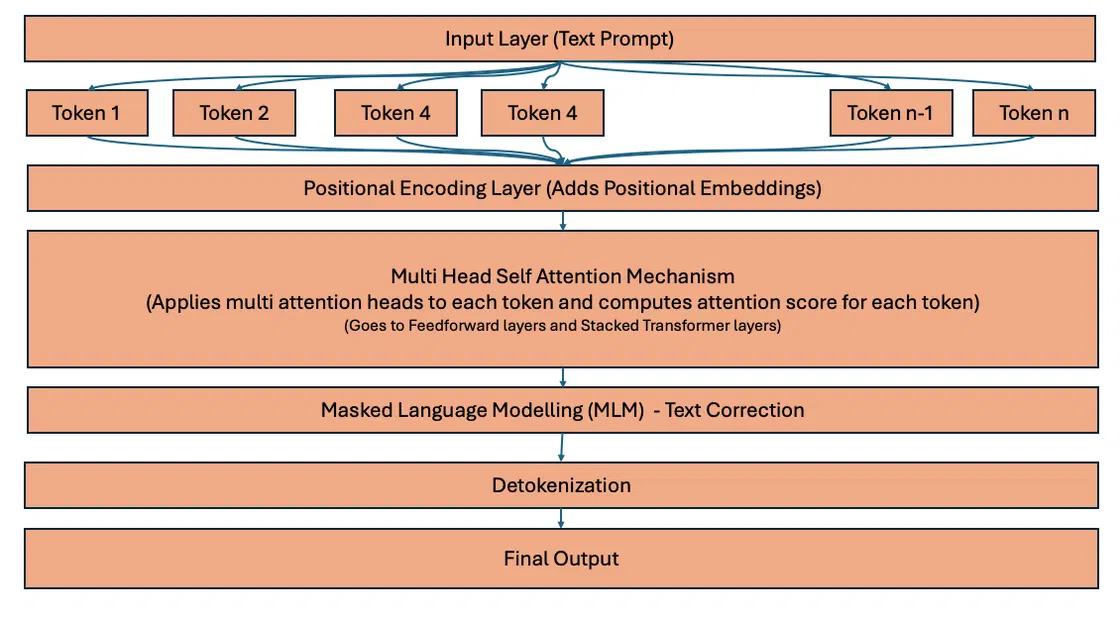 Input Layer (Text Prompt)
Token 1
Token 2
Token 4
Token 4
Token n-1
Token n
Positional Encoding Layer (Adds Positional Embeddings)
Multi Head Self Attention Mechanism
(Applies multi attention heads to each token and computes attention score for each token)
(Goes to Feedforward layers and Stacked Transformer layers)
Masked Language Modelling (MLM) - Text Correction
Detokenization
Final Output